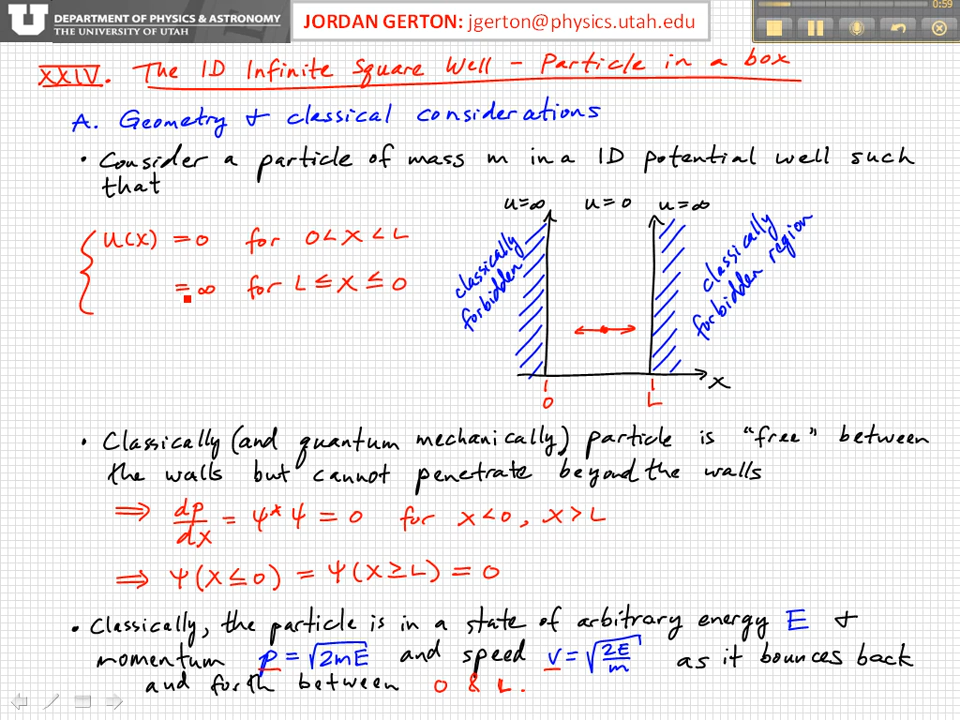 U DEPARTMENT OF PHYSICS & ASTRONOMY
THE UNIVERSITY OF UTAH
JORDAN GERTON: jgerton@physics.utah.edu
0:59
XXIV. The 1D Infinite Square Well – Particle in a box
A. Geometry & classical considerations
• Consider a particle of mass m in a 1D potential well such
that
U(x) = 0 for 0 < x < L
= ∞ for L ≤ x ≤ 0
u=∞ u=0 u=∞
classically
forbidden
classically
forbidden region
x
0 L
• Classically (and quantum mechanically) particle is "free" between
the walls but cannot penetrate beyond the walls
⇒ dp/dx = ψ* ψ = 0 for x<0, x>L
⇒ ψ(x≤0) = ψ(x≥L) = 0
• Classically, the particle is in a state of arbitrary energy E &
momentum p = √2mE and speed v = √(2E/m) as it bounces back
and forth between 0 & L.